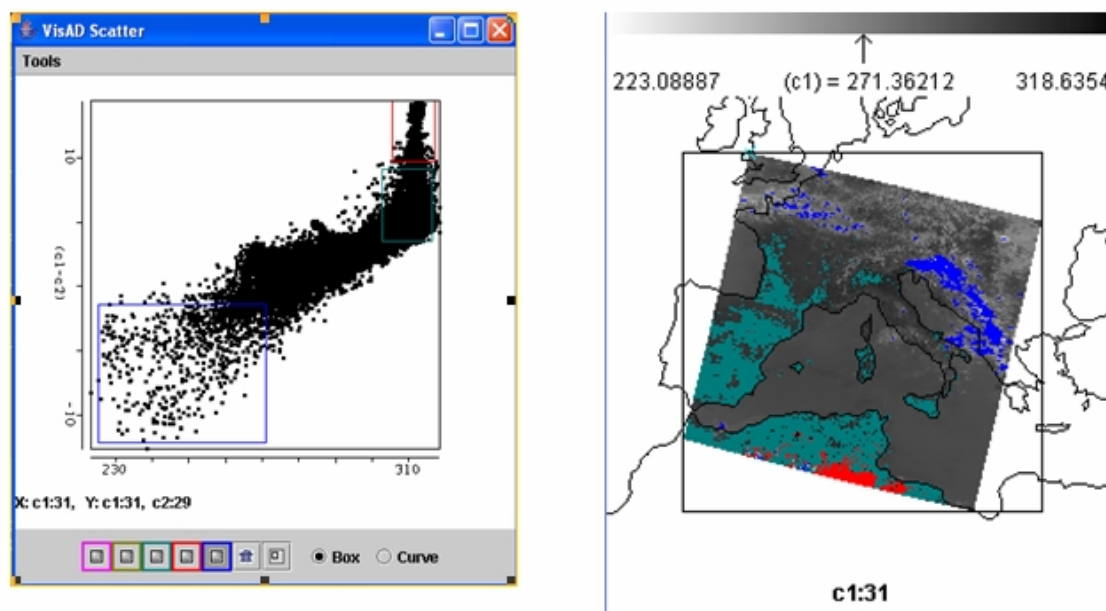 VisAD Scatter
Tools
10
(c1-c2)
-10
230 310
X: c1:31, Y: c1:31, c2:29
Box Curve
223.08887 (c1) = 271.36212 318.6354
c1:31